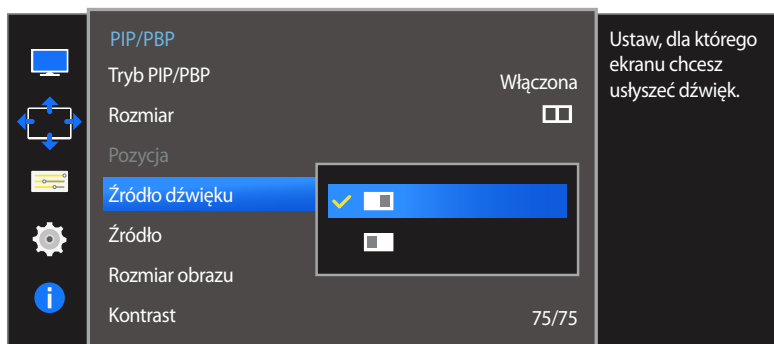 PIP/PBP
Tryb PIP/PBP
Włączona
Rozmiar
Pozycja
Źródło dźwięku
Źródło
Rozmiar obrazu
Kontrast
75/75
Ustaw, dla którego
ekranu chcesz
usłyszeć dźwięk.